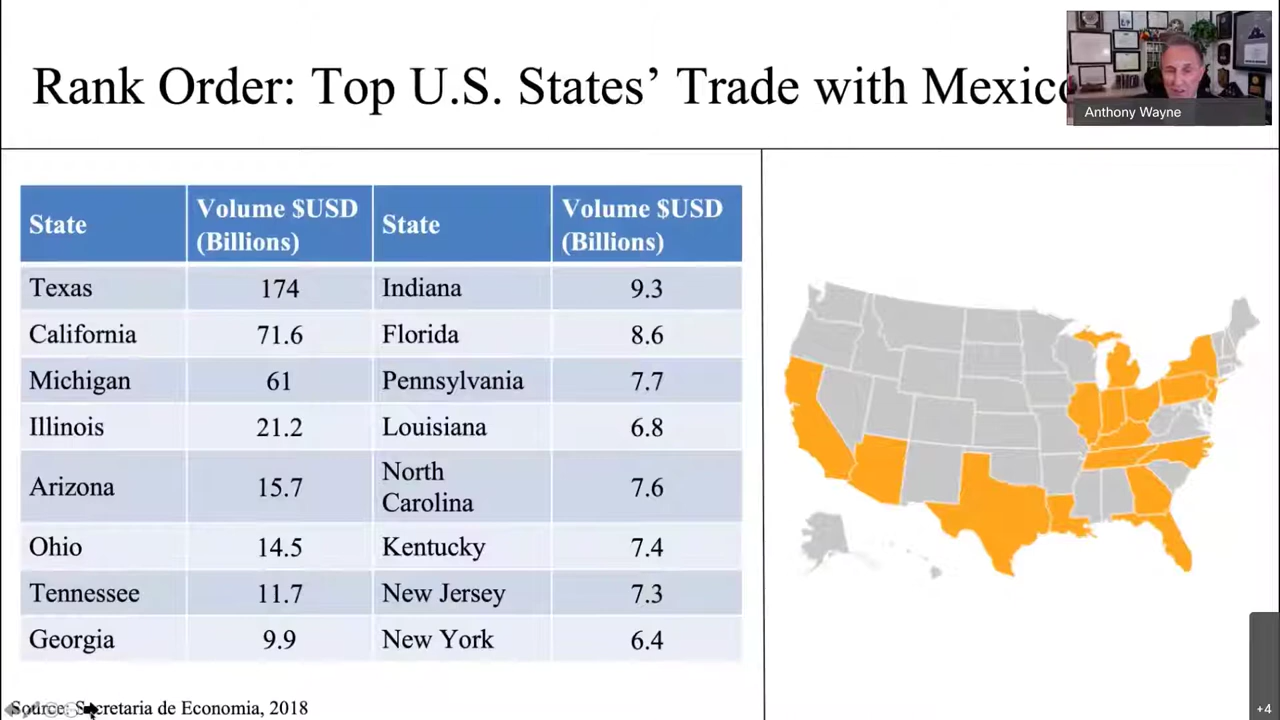 Rank Order: Top U.S. States’ Trade with Mexico
Anthony Wayne
State Volume $USD (Billions) State Volume $USD (Billions)
Texas 174 Indiana 9.3
California 71.6 Florida 8.6
Michigan 61 Pennsylvania 7.7
Illinois 21.2 Louisiana 6.8
Arizona 15.7 North Carolina 7.6
Ohio 14.5 Kentucky 7.4
Tennessee 11.7 New Jersey 7.3
Georgia 9.9 New York 6.4
Source: Secretaria de Economia, 2018
+4